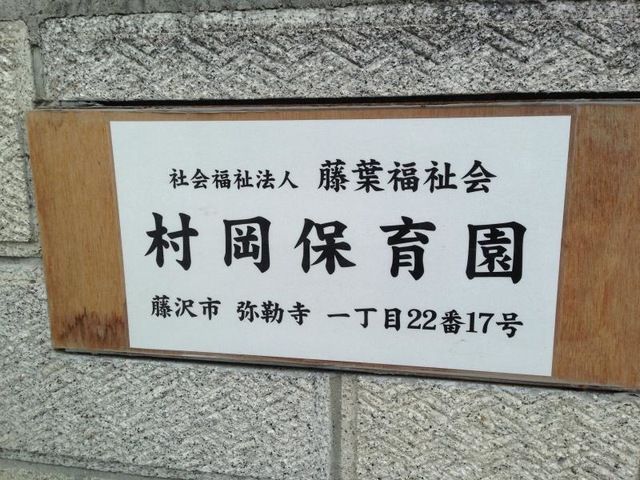 社会福祉法人 藤葉福祉会
村岡保育園
藤沢市 弥勒寺 一丁目22番17号